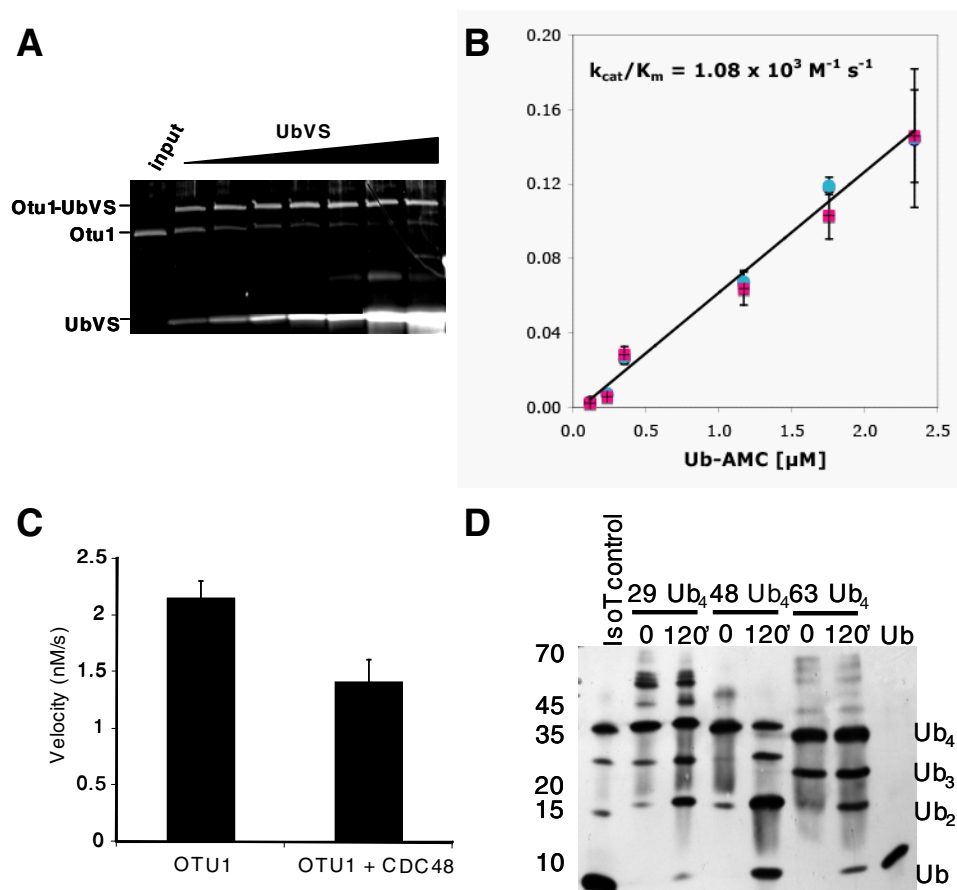 A
input
UbVS
Otu1-UbVS
Otu1
UbVS
B
k_cat/K_m = 1.08 x 10³ M⁻¹ s⁻¹
0.20
0.16
0.12
0.08
0.04
0.00
0.0 0.5 1.0 1.5 2.0 2.5
Ub-AMC [µM]
C
Velocity (nM/s)
2.5
2
1.5
1
0.5
0
OTU1 OTU1 + CDC48
D
IsoT control
29 Ub₄ 48 Ub₄ 63 Ub₄
0 120' 0 120' 0 120' Ub
70
45
35
20
15
10
Ub₄
Ub₃
Ub₂
Ub